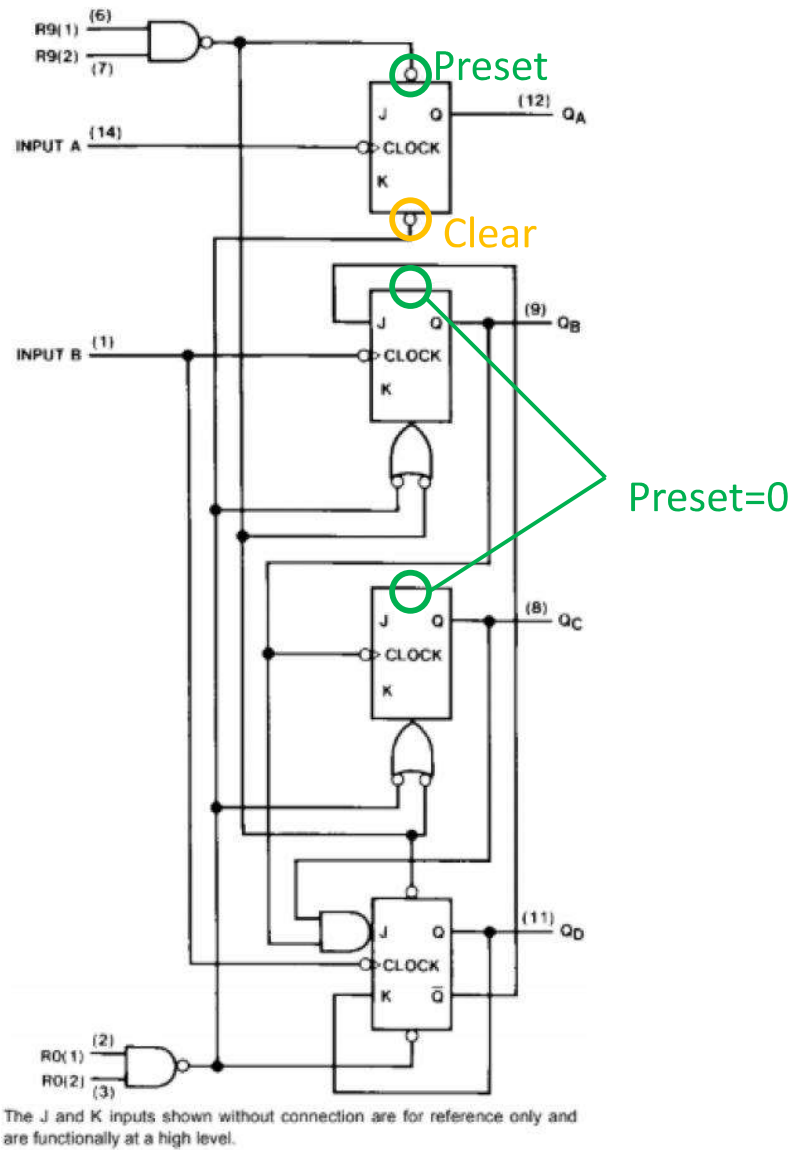 R9(1) (6)
R9(2) (7)
Preset
J Q (12) QA
INPUT A (14) CLOCK
K
Clear
J Q (9) QB
INPUT B (1) CLOCK
K
Preset=0
J Q (8) QC
CLOCK
K
J Q (11) QD
CLOCK
K Q̅
R0(1) (2)
R0(2) (3)
The J and K inputs shown without connection are for reference only and
are functionally at a high level.